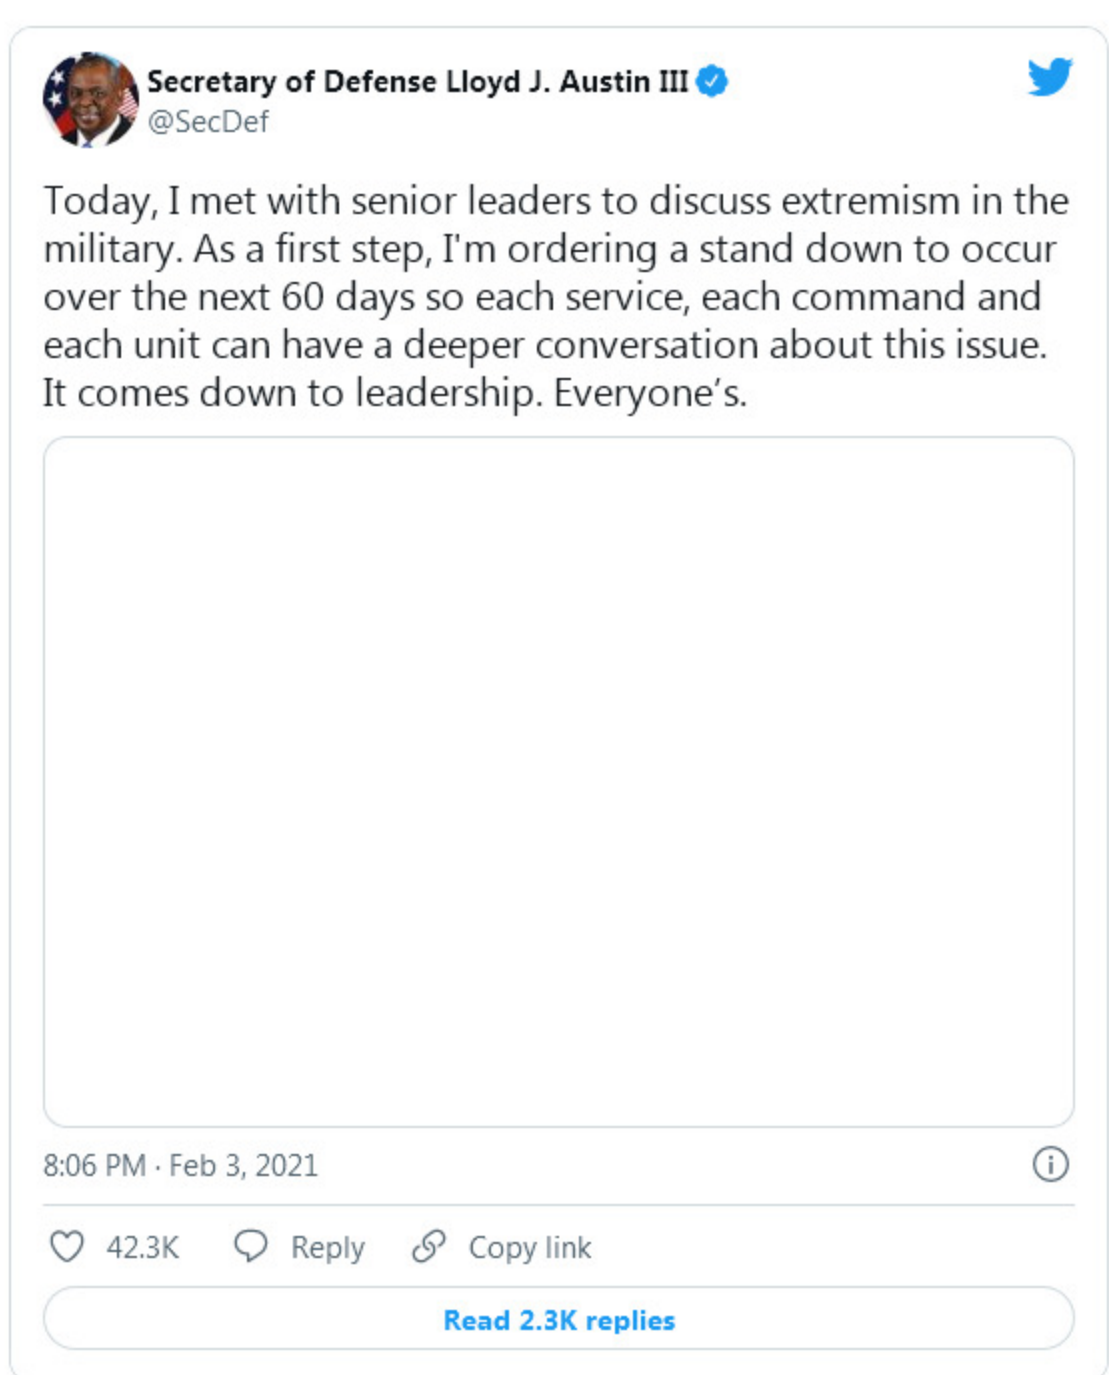 Secretary of Defense Lloyd J. Austin III
@SecDef
Today, I met with senior leaders to discuss extremism in the
military. As a first step, I'm ordering a stand down to occur
over the next 60 days so each service, each command and
each unit can have a deeper conversation about this issue.
It comes down to leadership. Everyone’s.
8:06 PM · Feb 3, 2021
42.3K Reply Copy link
Read 2.3K replies